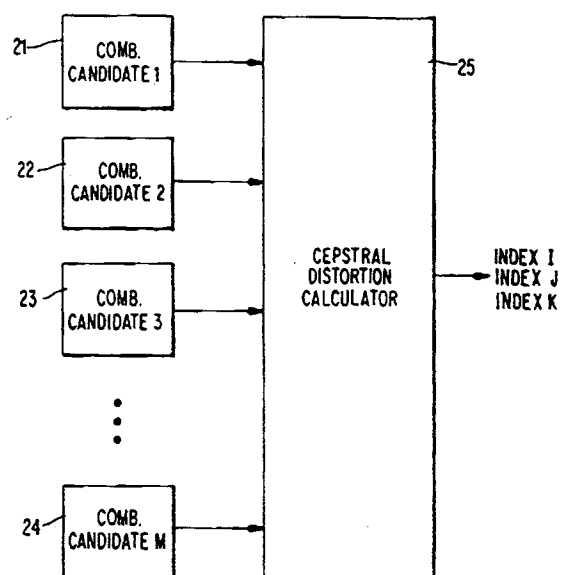 21
COMB.
CANDIDATE 1
22
COMB.
CANDIDATE 2
23
COMB.
CANDIDATE 3
24
COMB.
CANDIDATE M
25
CEPSTRAL
DISTORTION
CALCULATOR
INDEX I
INDEX J
INDEX K